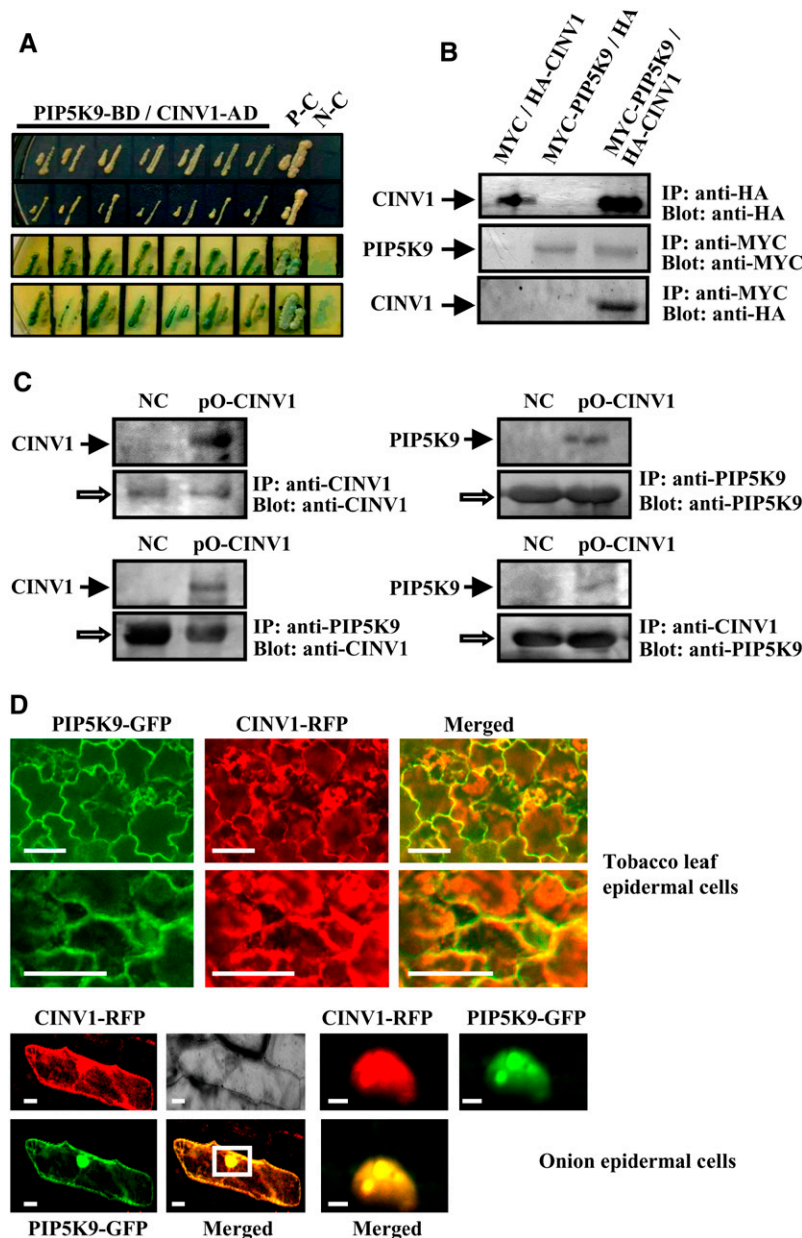 A
PIP5K9-BD / CINV1-AD
P-C
N-C
B
MYC / HA-CINV1
MYC-PIP5K9 / HA
MYC-PIP5K9 /
HA-CINV1
CINV1
IP: anti-HA
Blot: anti-HA
PIP5K9
IP: anti-MYC
Blot: anti-MYC
CINV1
IP: anti-MYC
Blot: anti-HA
C
NC pO-CINV1
CINV1
IP: anti-CINV1
Blot: anti-CINV1
NC pO-CINV1
PIP5K9
IP: anti-PIP5K9
Blot: anti-PIP5K9
NC pO-CINV1
CINV1
IP: anti-PIP5K9
Blot: anti-CINV1
NC pO-CINV1
PIP5K9
IP: anti-CINV1
Blot: anti-PIP5K9
D
PIP5K9-GFP CINV1-RFP Merged
Tobacco leaf
epidermal cells
CINV1-RFP CINV1-RFP PIP5K9-GFP
Onion epidermal cells
PIP5K9-GFP Merged Merged